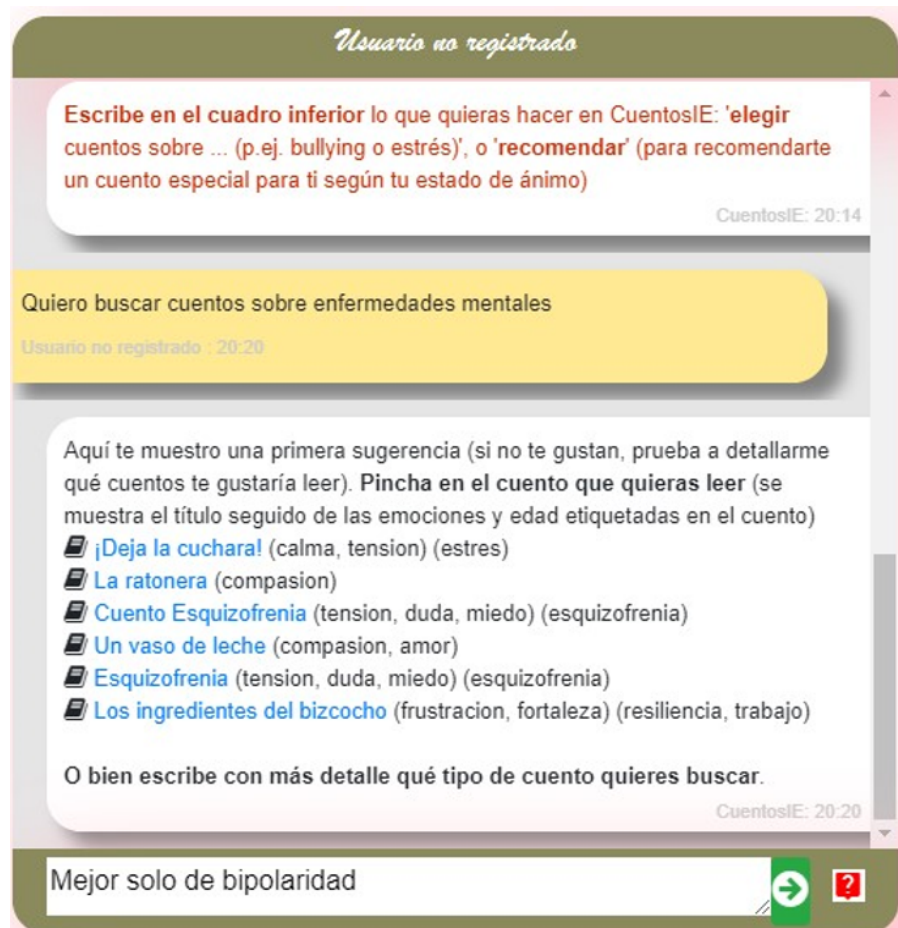 Usuario no registrado
Escribe en el cuadro inferior lo que quieras hacer en CuentosIE: 'elegir
cuentos sobre ... (p.ej. bullying o estrés)', o 'recomendar' (para recomendarte
un cuento especial para ti según tu estado de ánimo)
CuentosIE: 20:14
Quiero buscar cuentos sobre enfermedades mentales
Usuario no registrado : 20:20
Aquí te muestro una primera sugerencia (si no te gustan, prueba a detallarme
qué cuentos te gustaría leer). Pincha en el cuento que quieras leer (se
muestra el título seguido de las emociones y edad etiquetadas en el cuento)
¡Deja la cuchara! (calma, tension) (estres)
La ratonera (compasion)
Cuento Esquizofrenia (tension, duda, miedo) (esquizofrenia)
Un vaso de leche (compasion, amor)
Esquizofrenia (tension, duda, miedo) (esquizofrenia)
Los ingredientes del bizcocho (frustracion, fortaleza) (resiliencia, trabajo)
O bien escribe con más detalle qué tipo de cuento quieres buscar.
CuentosIE: 20:20
Mejor solo de bipolaridad
?